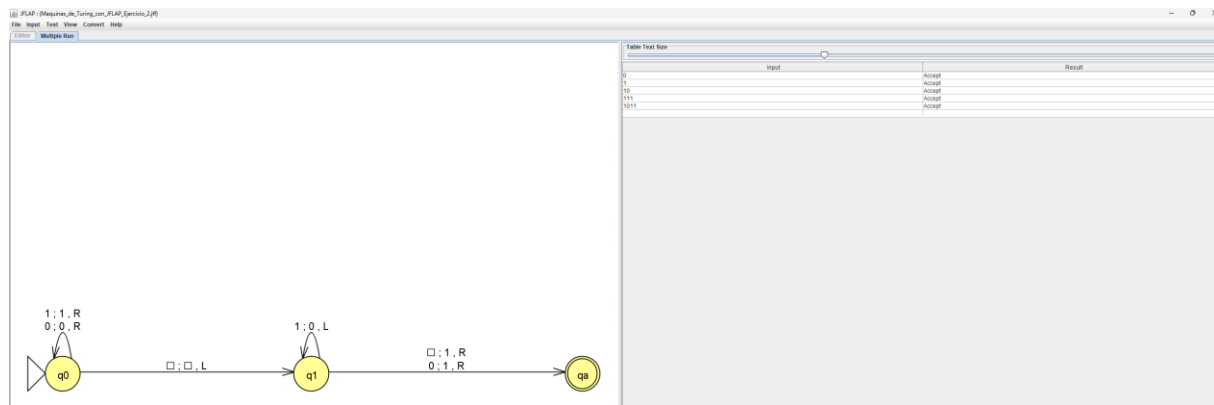 JFLAP : (Maquinas_de_Turing_con_JFLAP_Ejercicio_2.jff)
File Input Test View Convert Help
Editor Multiple Run
Table Text Size
Input Result
0 Accept
1 Accept
10 Accept
111 Accept
1011 Accept
1 ; 1 , R
0 ; 0 , R
1 ; 0 , L
□ ; 1 , R
□ ; □ , L
0 ; 1 , R
q0 q1 qa